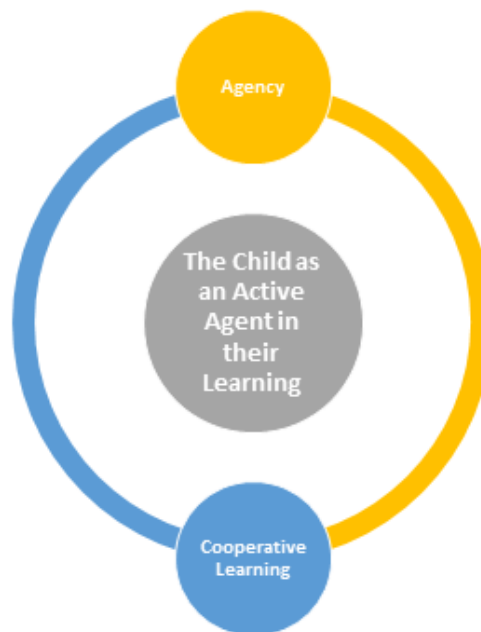 Agency
The Child as
an Active
Agent in
their
Learning
Cooperative
Learning